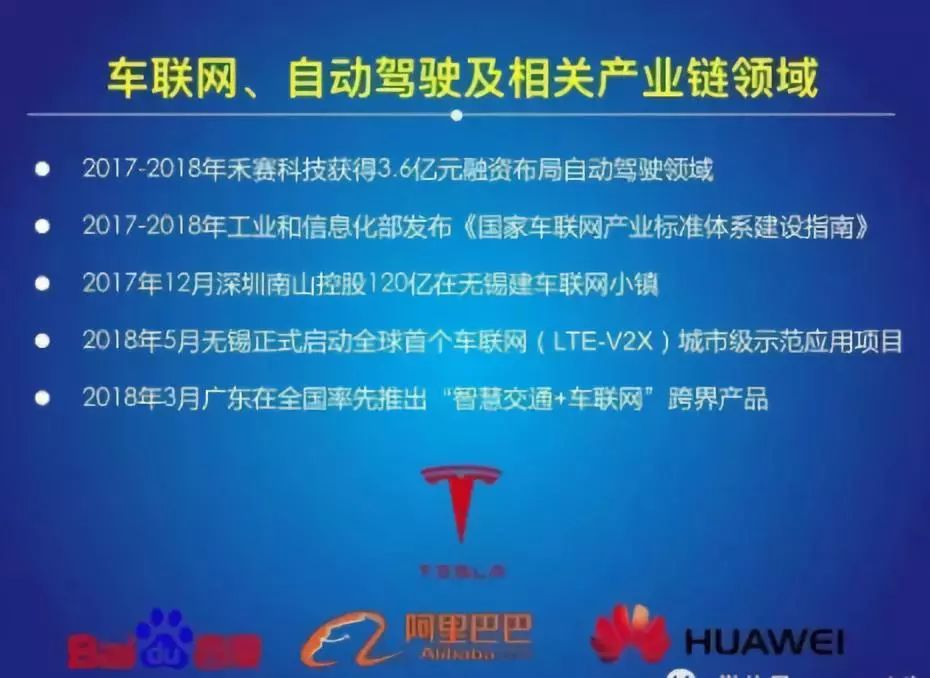 车联网、自动驾驶及相关产业链领域
2017-2018年禾赛科技获得3.6亿元融资布局自动驾驶领域
2017-2018年工业和信息化部发布《国家车联网产业标准体系建设指南》
2017年12月深圳南山控股120亿在无锡建车联网小镇
2018年5月无锡正式启动全球首个车联网（LTE-V2X）城市级示范应用项目
2018年3月广东在全国率先推出“智慧交通+车联网”跨界产品
TESLA
Baidu百度
阿里巴巴
Alibaba
HUAWEI